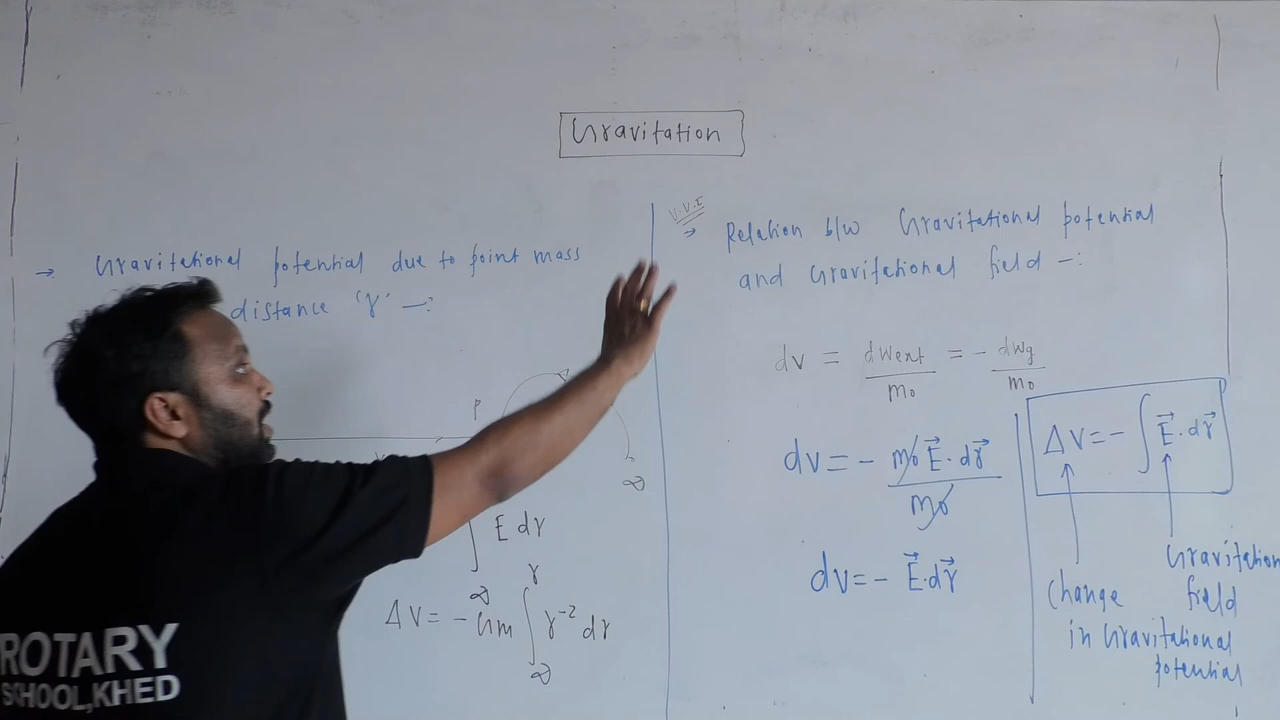 Gravitation
→ Gravitational potential due to point mass
distance 'r' —:
P
∞
E dr
∞
ΔV = - Gm ∫ r⁻² dr
r
∞
V.V.I
→ Relation b/w Gravitational potential
and Gravitational field —:
dv = dWext/m₀ = - dWg/m₀
dv = - m₀ E⃗ . dr⃗ / m₀
dv = - E⃗ . dr⃗
ΔV = - ∫ E⃗ . dr⃗
Change
in Gravitational
potential
Gravitation
field
ROTARY
SCHOOL,KHED